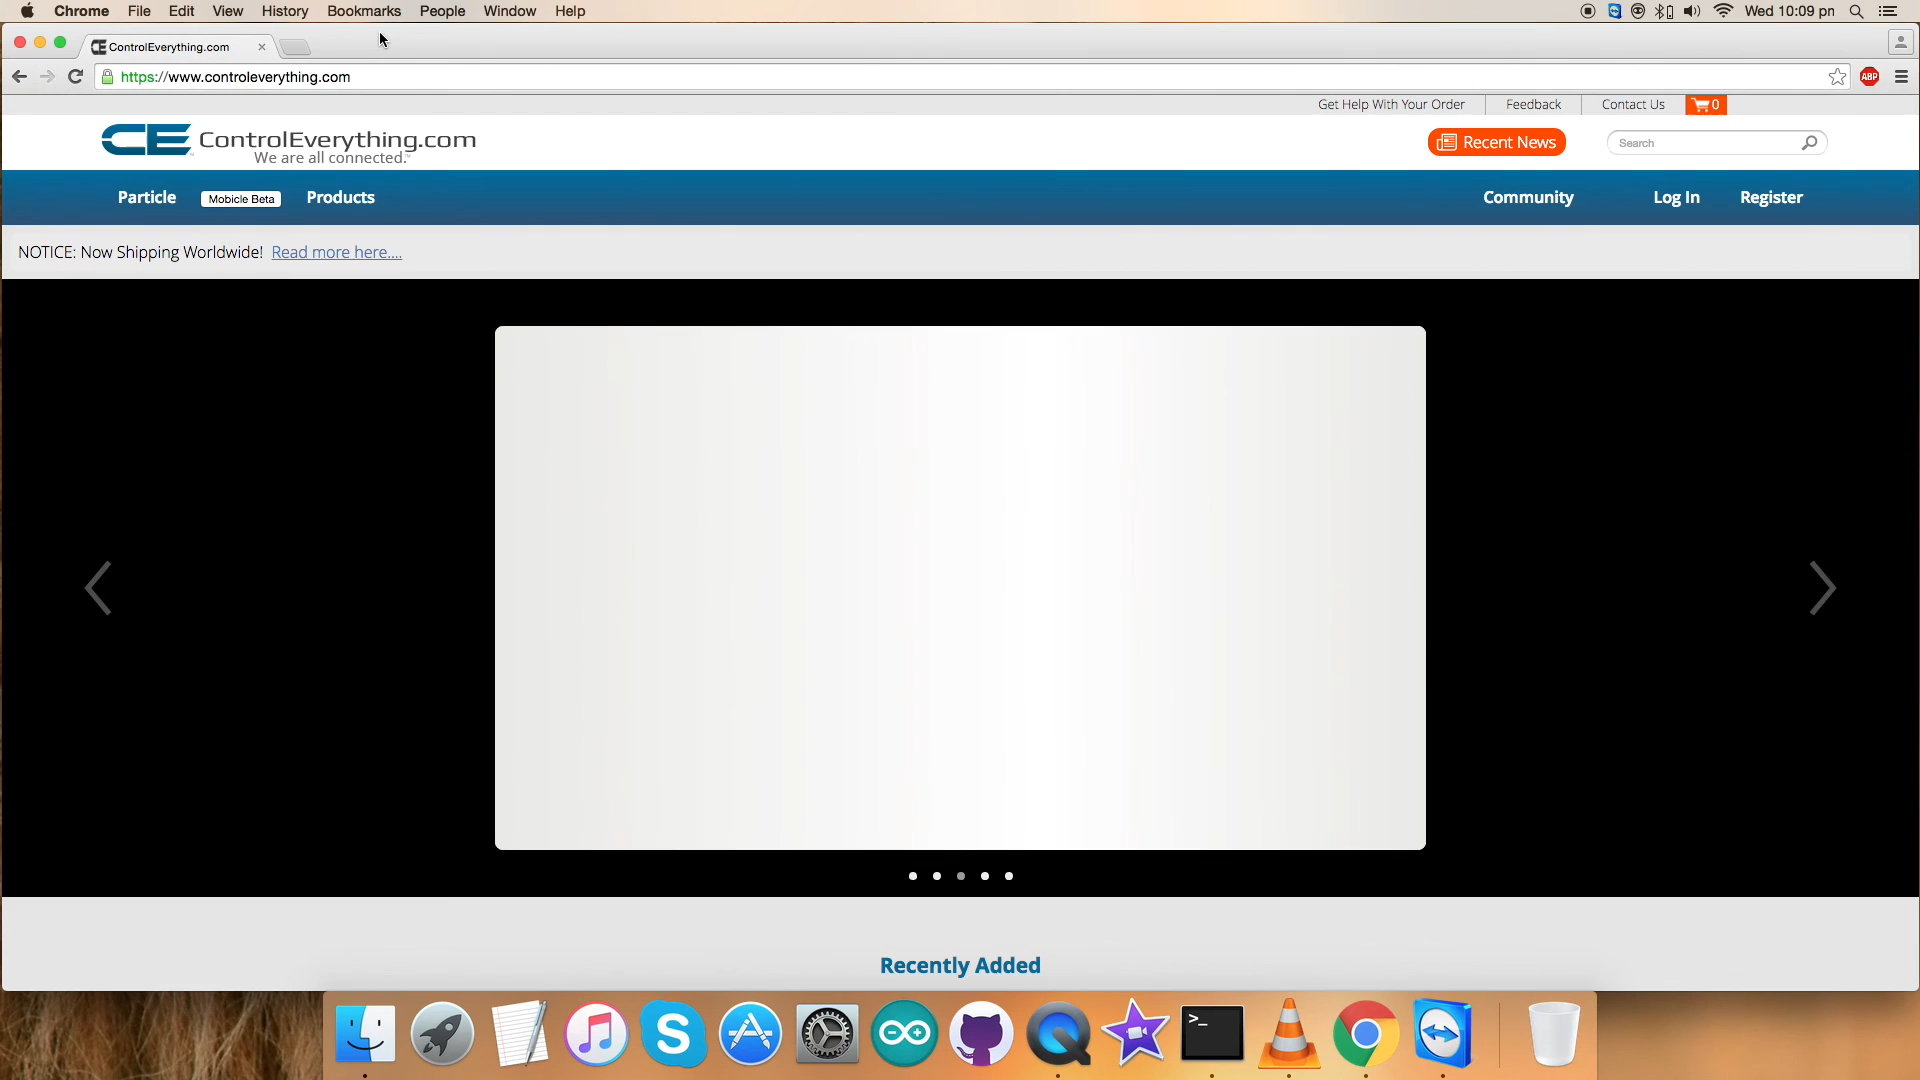 Chrome File Edit View History Bookmarks People Window Help Wed 10:09 pm
ControlEverything.com
https://www.controleverything.com ABP
Get Help With Your Order Feedback Contact Us 0
CE ControlEverything.com Recent News Search
We are all connected.
Particle Mobicle Beta Products Community Log In Register
NOTICE: Now Shipping Worldwide! Read more here....
Recently Added